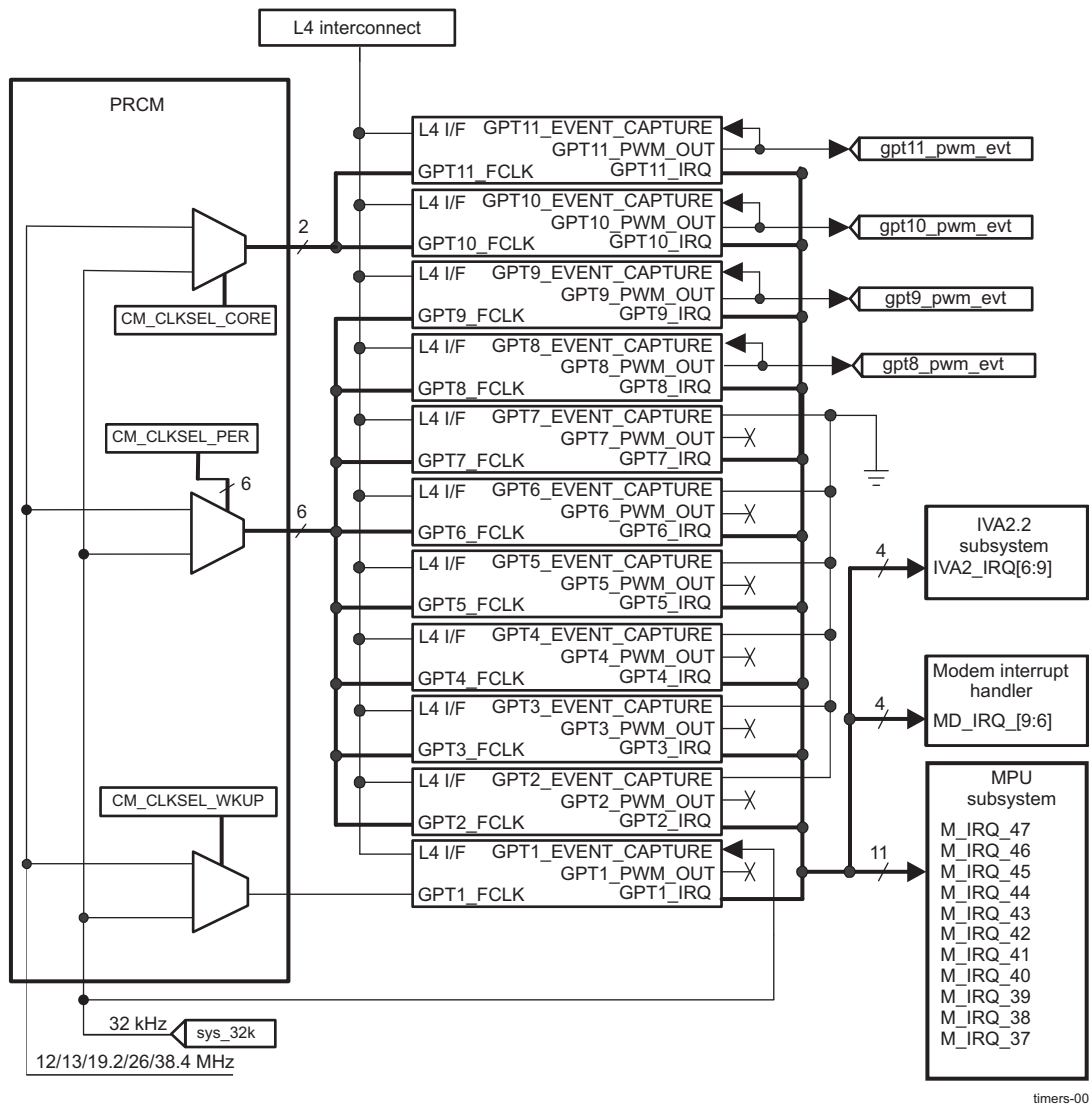 L4 interconnect
PRCM
L4 I/F GPT11_EVENT_CAPTURE
GPT11_PWM_OUT
GPT11_FCLK GPT11_IRQ
gpt11_pwm_evt
L4 I/F GPT10_EVENT_CAPTURE
GPT10_PWM_OUT
GPT10_FCLK GPT10_IRQ
gpt10_pwm_evt
2
CM_CLKSEL_CORE
L4 I/F GPT9_EVENT_CAPTURE
GPT9_PWM_OUT
GPT9_FCLK GPT9_IRQ
gpt9_pwm_evt
L4 I/F GPT8_EVENT_CAPTURE
GPT8_PWM_OUT
GPT8_FCLK GPT8_IRQ
gpt8_pwm_evt
CM_CLKSEL_PER
6
6
L4 I/F GPT7_EVENT_CAPTURE
GPT7_PWM_OUT
GPT7_FCLK GPT7_IRQ
L4 I/F GPT6_EVENT_CAPTURE
GPT6_PWM_OUT
GPT6_FCLK GPT6_IRQ
L4 I/F GPT5_EVENT_CAPTURE
GPT5_PWM_OUT
GPT5_FCLK GPT5_IRQ
L4 I/F GPT4_EVENT_CAPTURE
GPT4_PWM_OUT
GPT4_FCLK GPT4_IRQ
L4 I/F GPT3_EVENT_CAPTURE
GPT3_PWM_OUT
GPT3_FCLK GPT3_IRQ
L4 I/F GPT2_EVENT_CAPTURE
GPT2_PWM_OUT
GPT2_FCLK GPT2_IRQ
CM_CLKSEL_WKUP
L4 I/F GPT1_EVENT_CAPTURE
GPT1_PWM_OUT
GPT1_FCLK GPT1_IRQ
4
IVA2.2
subsystem
IVA2_IRQ[6:9]
4
Modem interrupt
handler
MD_IRQ_[9:6]
11
MPU
subsystem
M_IRQ_47
M_IRQ_46
M_IRQ_45
M_IRQ_44
M_IRQ_43
M_IRQ_42
M_IRQ_41
M_IRQ_40
M_IRQ_39
M_IRQ_38
M_IRQ_37
32 kHz
sys_32k
12/13/19.2/26/38.4 MHz
timers-00